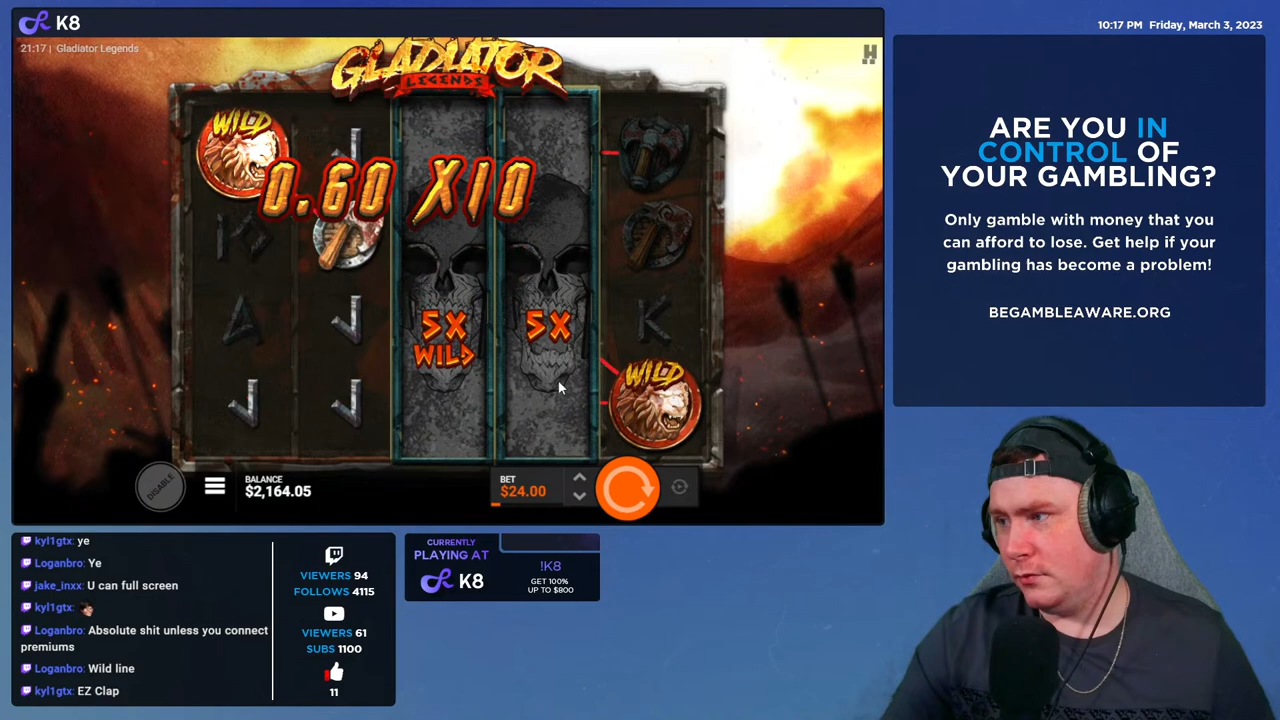 K8
10:17 PM Friday, March 3, 2023
21:17 | Gladiator Legends
GLADIATOR
LEGENDS
WILD
J
0.60 X10
10
A
J
5X
WILD
5X
K
WILD
J
J
DISABLE
BALANCE
$2,164.05
BET
$24.00
ARE YOU IN
CONTROL OF
YOUR GAMBLING?
Only gamble with money that you
can afford to lose. Get help if your
gambling has become a problem!
BEGAMBLEAWARE.ORG
kyl1gtx: ye
Loganbro: Ye
jake_inxx: U can full screen
kyl1gtx:
Loganbro: Absolute shit unless you connect
premiums
Loganbro: Wild line
kyl1gtx: EZ Clap
VIEWERS 94
FOLLOWS 4115
VIEWERS 61
SUBS 1100
11
CURRENTLY
PLAYING AT
K8
!K8
GET 100%
UP TO $800